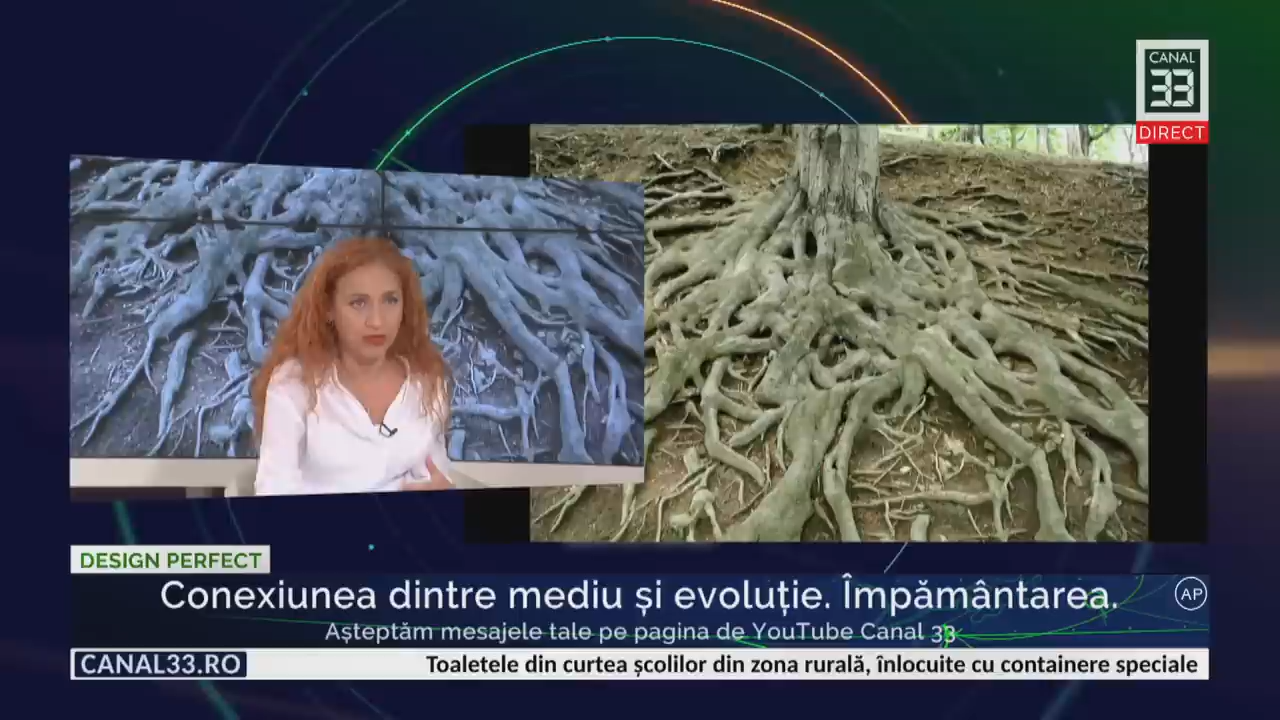 CANAL
33
DIRECT
DESIGN PERFECT
Conexiunea dintre mediu și evoluție. Împământarea.
AP
Așteptăm mesajele tale pe pagina de YouTube Canal 33
CANAL33.RO
Toaletele din curtea școlilor din zona rurală, înlocuite cu containere speciale